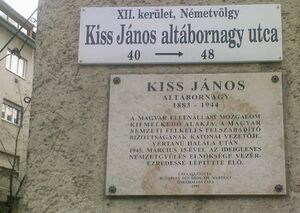 XII. kerület, Németvölgy
Kiss János altábornagy utca
40 → 48
KISS JÁNOS
ALTÁBORNAGY
1883 - 1944
A MAGYAR ELLENÁLLÁSI MOZGALOM
KIEMELKEDŐ ALAKJA, A MAGYAR
NEMZETI FELKELÉS FELSZABADÍTÓ
BIZOTTSÁGÁNAK KATONAI VEZETŐJE.
VÉRTANÚ HALÁLA UTÁN
1945. MÁRCIUS 15-ÉVEL, AZ IDEIGLENES
NEMZETGYŰLÉS ELNÖKSÉGE VEZÉR-
EZREDESSÉ LÉPTETTE ELŐ.